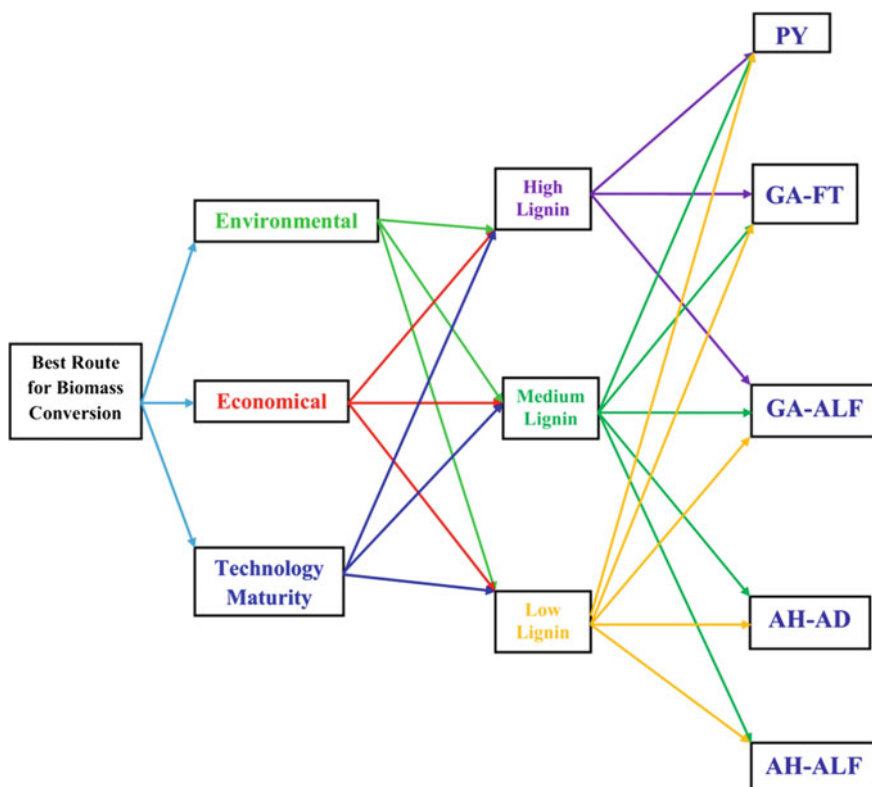 Best Route
for Biomass
Conversion
Environmental
Economical
Technology
Maturity
High
Lignin
Medium
Lignin
Low
Lignin
PY
GA-FT
GA-ALF
AH-AD
AH-ALF